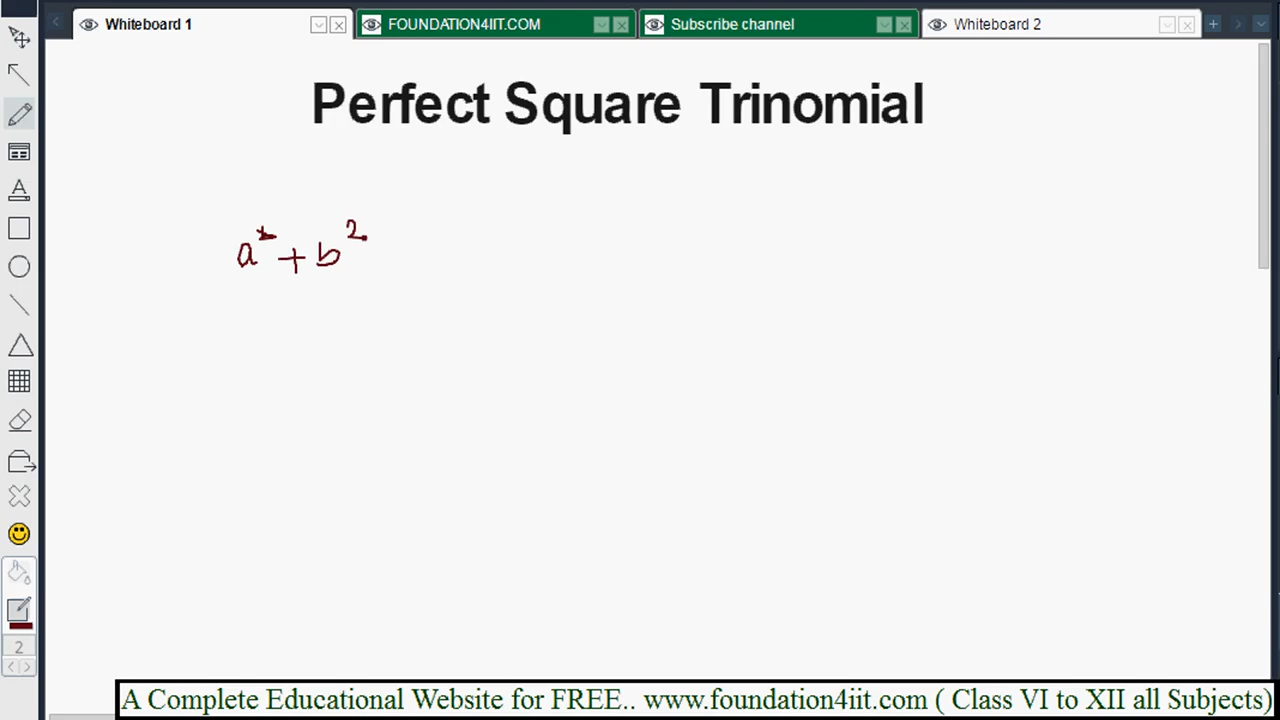 Whiteboard 1 FOUNDATION4IIT.COM Subscribe channel Whiteboard 2
Perfect Square Trinomial
a² + b²
A
2
A Complete Educational Website for FREE.. www.foundation4iit.com ( Class VI to XII all Subjects)